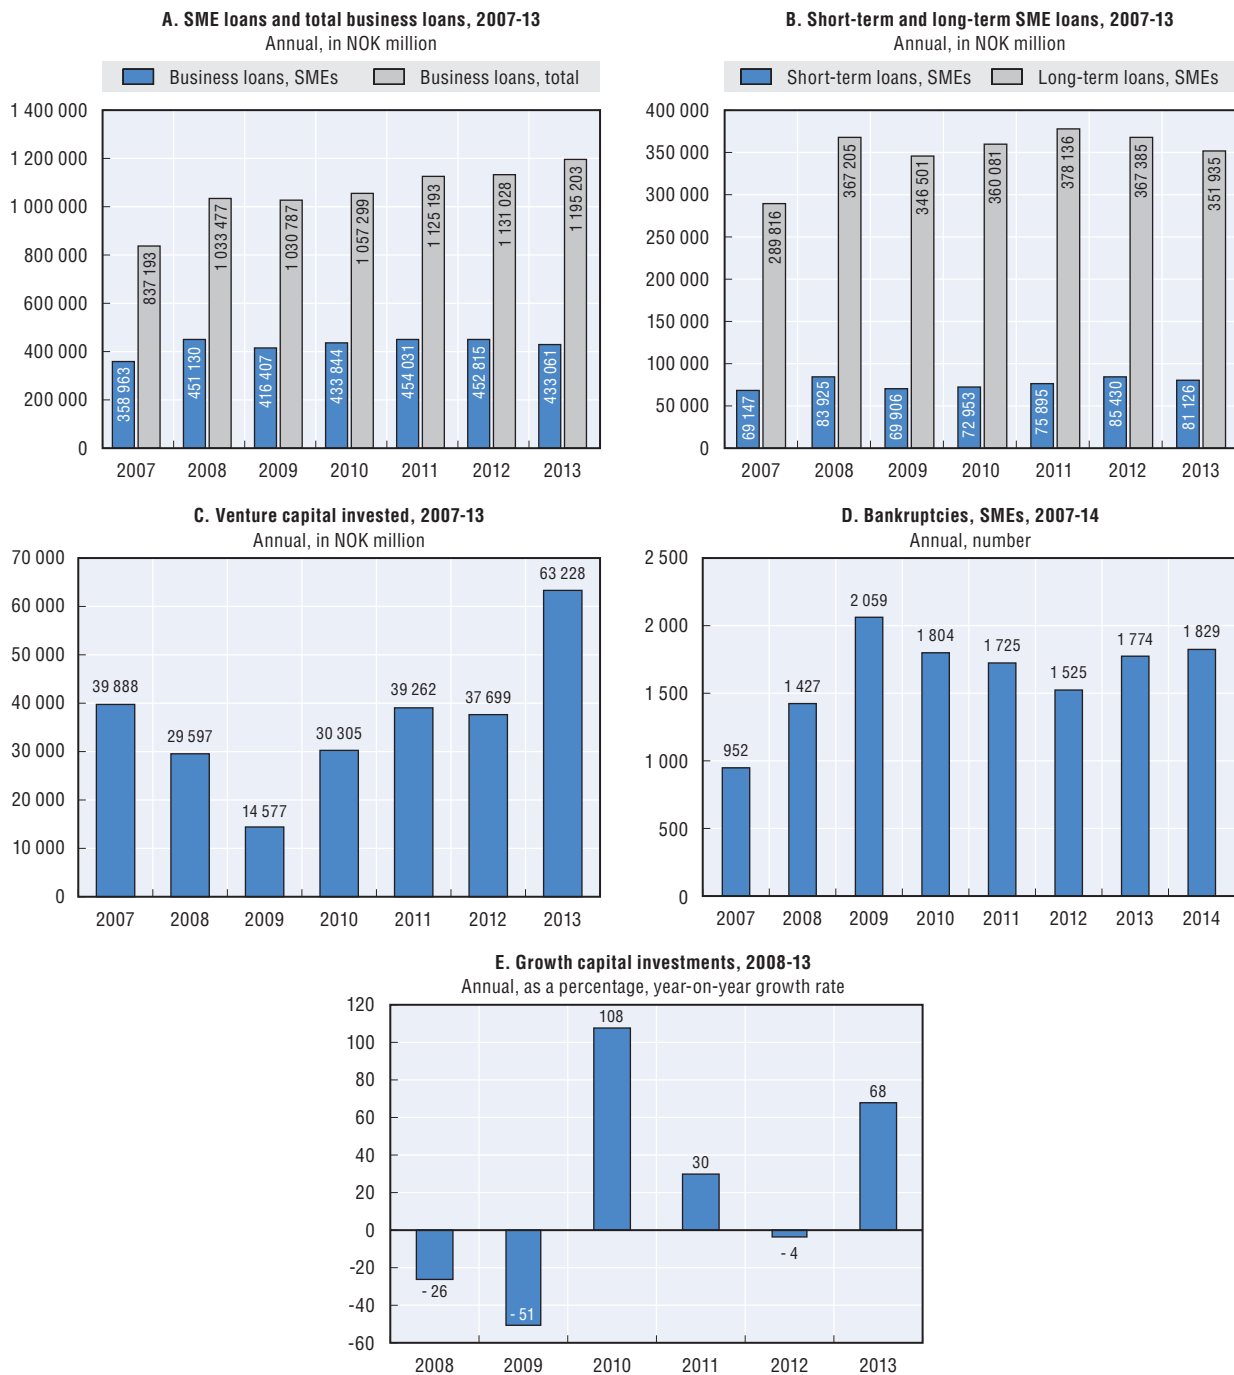 A. SME loans and total business loans, 2007-13
Annual, in NOK million
Business loans, SMEs Business loans, total
1 400 000
1 200 000
1 000 000
800 000
600 000
400 000
200 000
0
358 963 837 193 451 130 1 033 477 416 407 1 030 787 433 844 1 057 299 454 031 1 125 193 452 815 1 131 028 433 061 1 195 203
2007 2008 2009 2010 2011 2012 2013
B. Short-term and long-term SME loans, 2007-13
Annual, in NOK million
Short-term loans, SMEs Long-term loans, SMEs
400 000
350 000
300 000
250 000
200 000
150 000
100 000
50 000
0
69 147 289 816 83 925 367 205 69 906 346 501 72 953 360 081 75 895 378 136 85 430 367 385 81 126 351 935
2007 2008 2009 2010 2011 2012 2013
C. Venture capital invested, 2007-13
Annual, in NOK million
70 000
60 000
50 000
40 000
30 000
20 000
10 000
0
39 888 29 597 14 577 30 305 39 262 37 699 63 228
2007 2008 2009 2010 2011 2012 2013
D. Bankruptcies, SMEs, 2007-14
Annual, number
2 500
2 000
1 500
1 000
500
0
952 1 427 2 059 1 804 1 725 1 525 1 774 1 829
2007 2008 2009 2010 2011 2012 2013 2014
E. Growth capital investments, 2008-13
Annual, as a percentage, year-on-year growth rate
120
100
80
60
40
20
0
-20
-40
-60
- 26 - 51 108 30 - 4 68
2008 2009 2010 2011 2012 2013